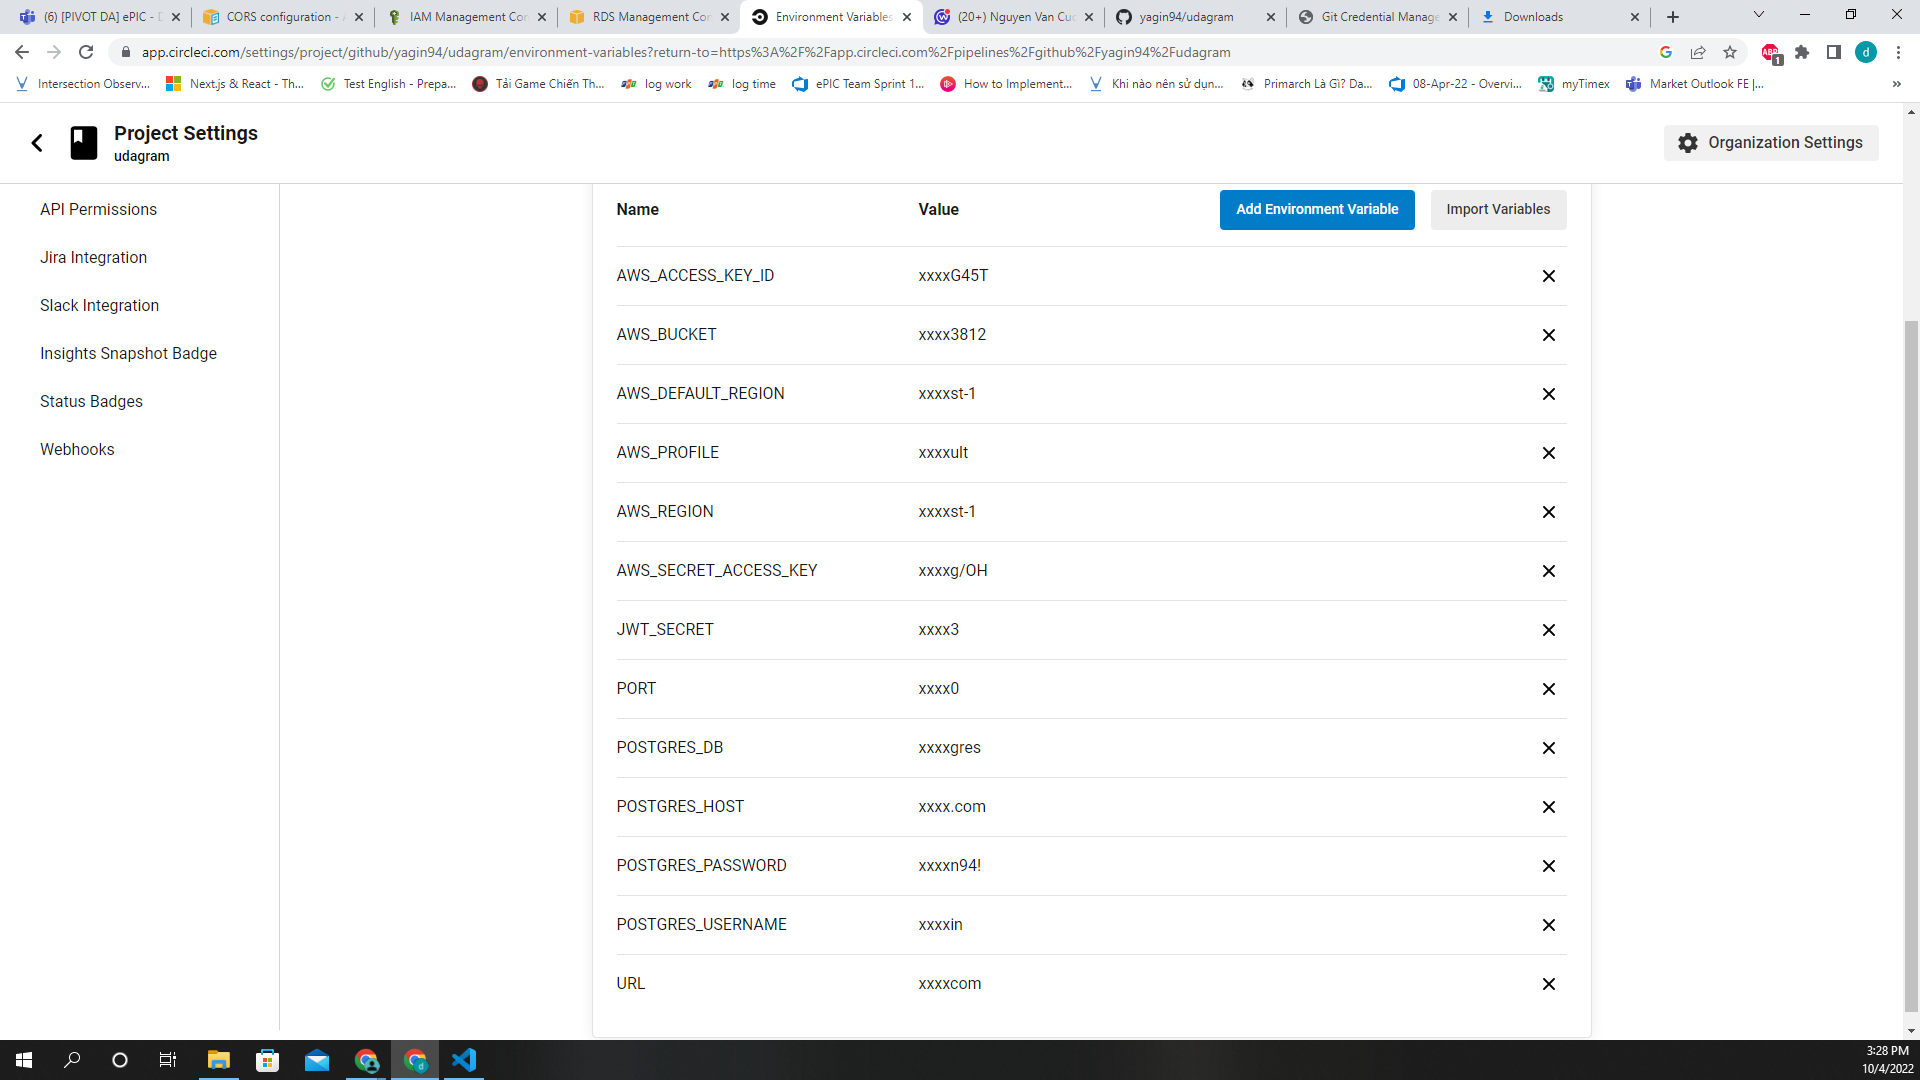 (6) [PIVOT DA] ePIC - D
CORS configuration - A
IAM Management Con
RDS Management Con
Environment Variables
(20+) Nguyen Van Cuo
yagin94/udagram
Git Credential Manage
Downloads
app.circleci.com/settings/project/github/yagin94/udagram/environment-variables?return-to=https%3A%2F%2Fapp.circleci.com%2Fpipelines%2Fgithub%2Fyagin94%2Fudagram
ABP
1
d
Intersection Observ...
Next.js & React - Th...
Test English - Prepa...
Tải Game Chiến Th...
log work
log time
ePIC Team Sprint 1...
How to Implement...
Khi nào nên sử dụn...
Primarch Là Gì? Da...
08-Apr-22 - Overvi...
myTimex
Market Outlook FE |...
»
Project Settings
udagram
Organization Settings
API Permissions
Jira Integration
Slack Integration
Insights Snapshot Badge
Status Badges
Webhooks
Name Value
Add Environment Variable
Import Variables
AWS_ACCESS_KEY_ID xxxxG45T
AWS_BUCKET xxxx3812
AWS_DEFAULT_REGION xxxxst-1
AWS_PROFILE xxxxult
AWS_REGION xxxxst-1
AWS_SECRET_ACCESS_KEY xxxxg/OH
JWT_SECRET xxxx3
PORT xxxx0
POSTGRES_DB xxxxgres
POSTGRES_HOST xxxx.com
POSTGRES_PASSWORD xxxxn94!
POSTGRES_USERNAME xxxxin
URL xxxxcom
3:28 PM
10/4/2022